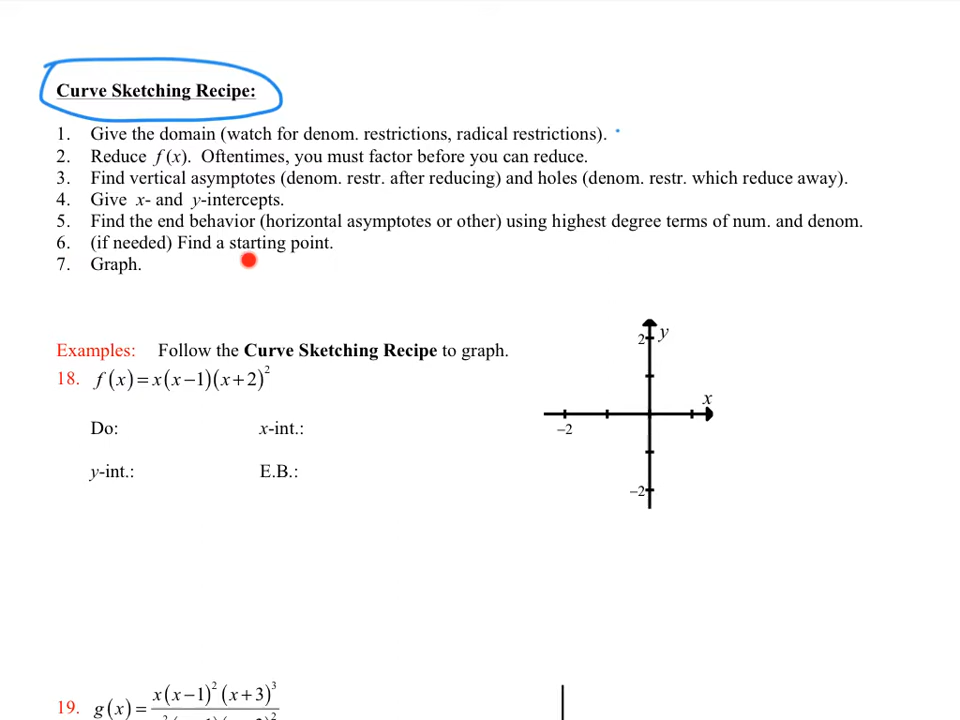 Curve Sketching Recipe:
1. Give the domain (watch for denom. restrictions, radical restrictions).
2. Reduce f(x). Oftentimes, you must factor before you can reduce.
3. Find vertical asymptotes (denom. restr. after reducing) and holes (denom. restr. which reduce away).
4. Give x- and y-intercepts.
5. Find the end behavior (horizontal asymptotes or other) using highest degree terms of num. and denom.
6. (if needed) Find a starting point.
7. Graph.
Examples: Follow the Curve Sketching Recipe to graph.
18. f(x)=x(x−1)(x+2)²
Do: x-int.:
y-int.: E.B.:
2 y
x
−2
−2
19. g(x)= x(x−1)²(x+3)³